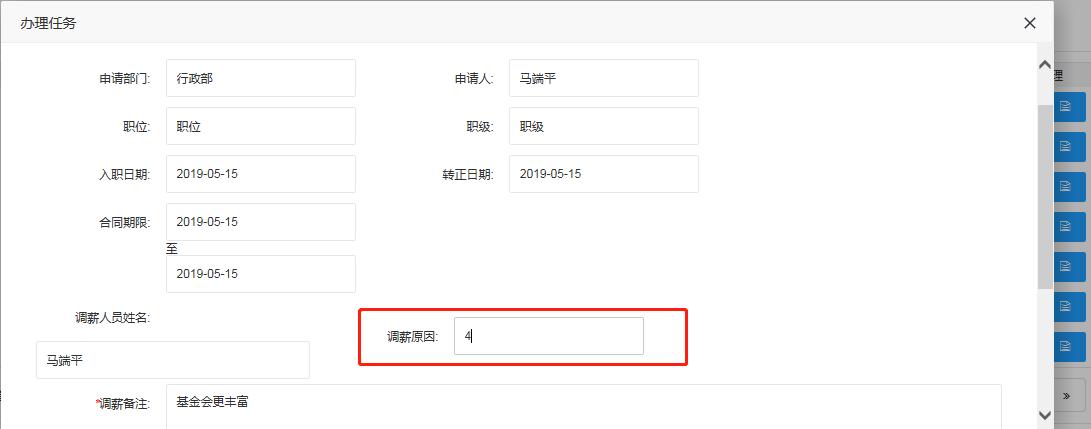 办理任务
申请部门: 行政部 申请人: 马端平
理
职位: 职位 职级: 职级
入职日期: 2019-05-15 转正日期: 2019-05-15
合同期限: 2019-05-15
至
2019-05-15
调薪人员姓名:
调薪原因: 4
马端平
*调薪备注: 基金会更丰富
»